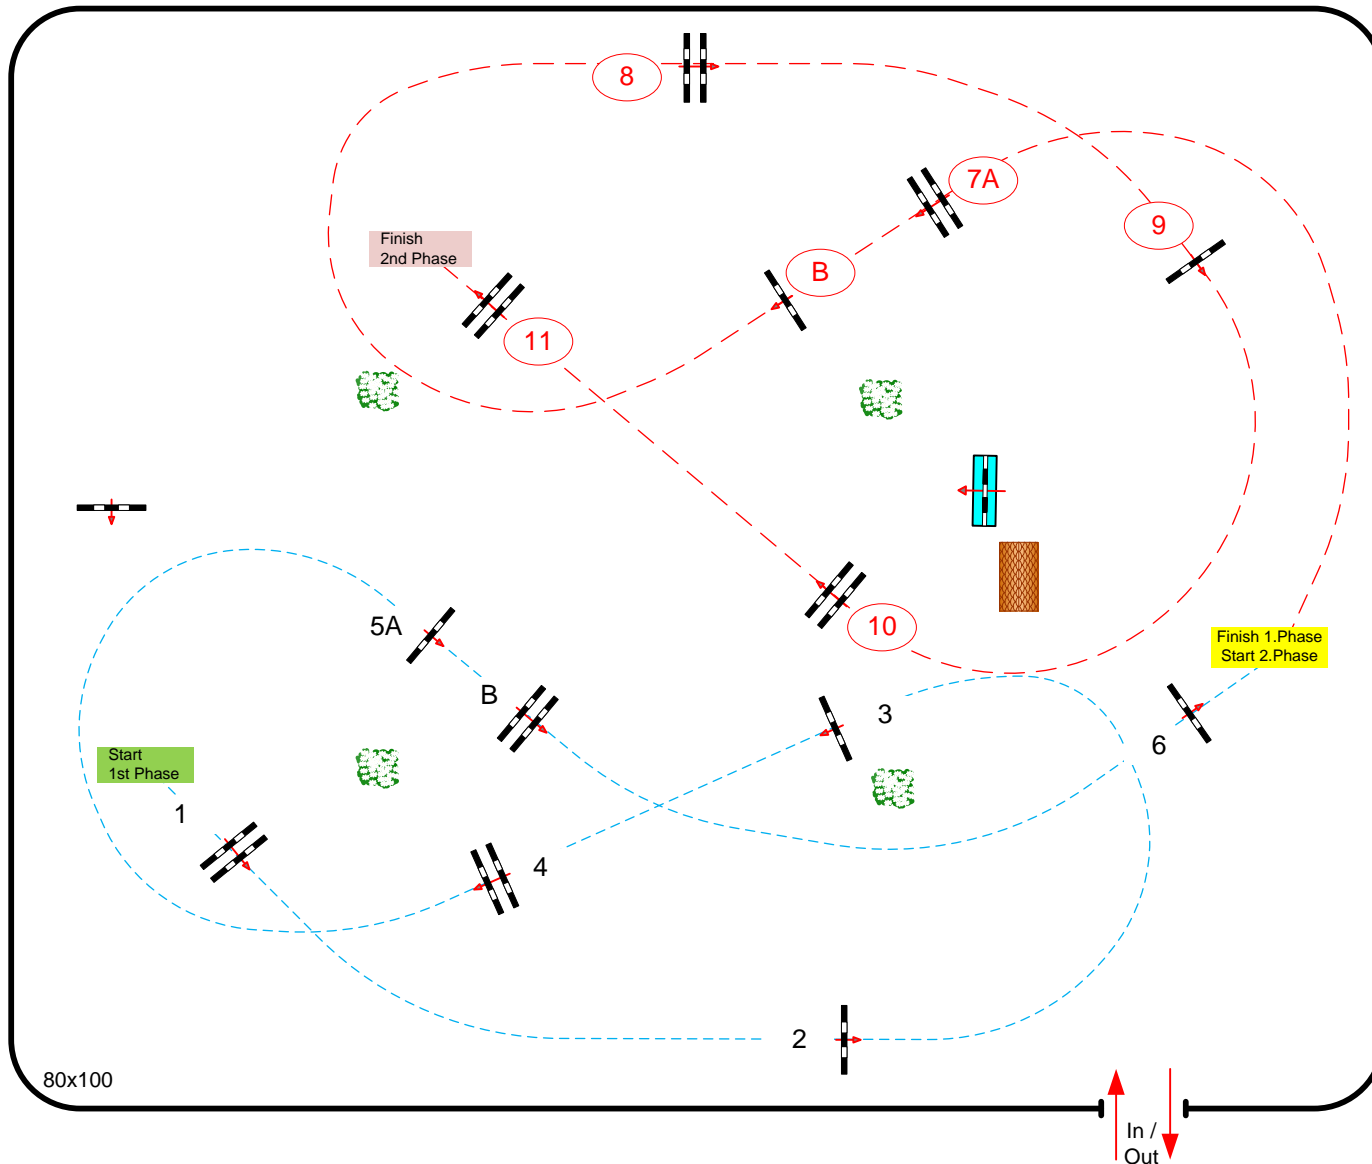 8
7A
9
Finish
2nd Phase
B
11
5A
10
Finish 1.Phase
Start 2.Phase
B
3
6
Start
1st Phase
1
4
2
80x100
In /
Out